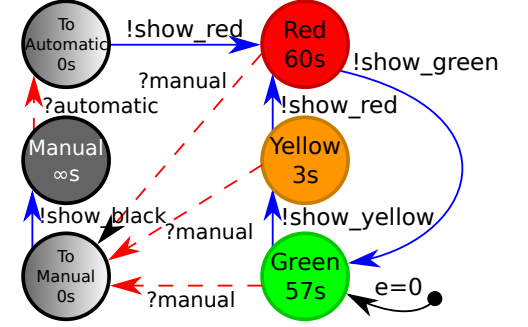 To
Automatic
0s
!show_red
Red
60s
!show_green
?manual
?automatic
!show_red
Manual
∞s
Yellow
3s
!show_black
?manual
!show_yellow
To
Manual
0s
?manual
Green
57s
e=0